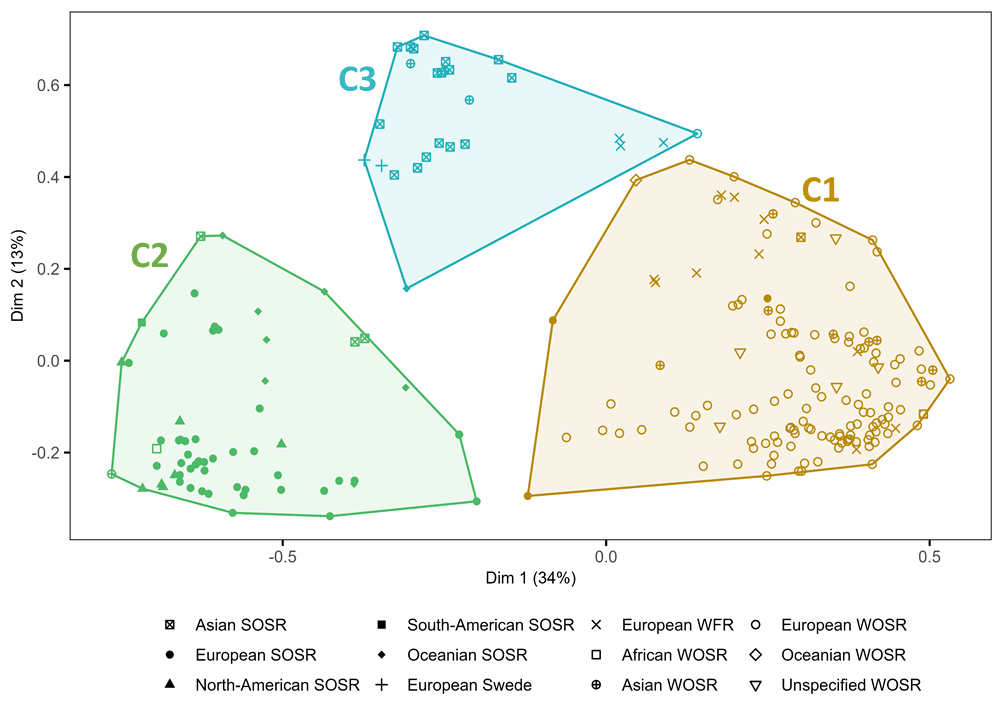 C3
C1
C2
0.6
0.4
0.2
0.0
-0.2
Dim 2 (13%)
-0.5
0.0
0.5
Dim 1 (34%)
Asian SOSR
South-American SOSR
European WFR
European WOSR
European SOSR
Oceanian SOSR
African WOSR
Oceanian WOSR
North-American SOSR
European Swede
Asian WOSR
Unspecified WOSR